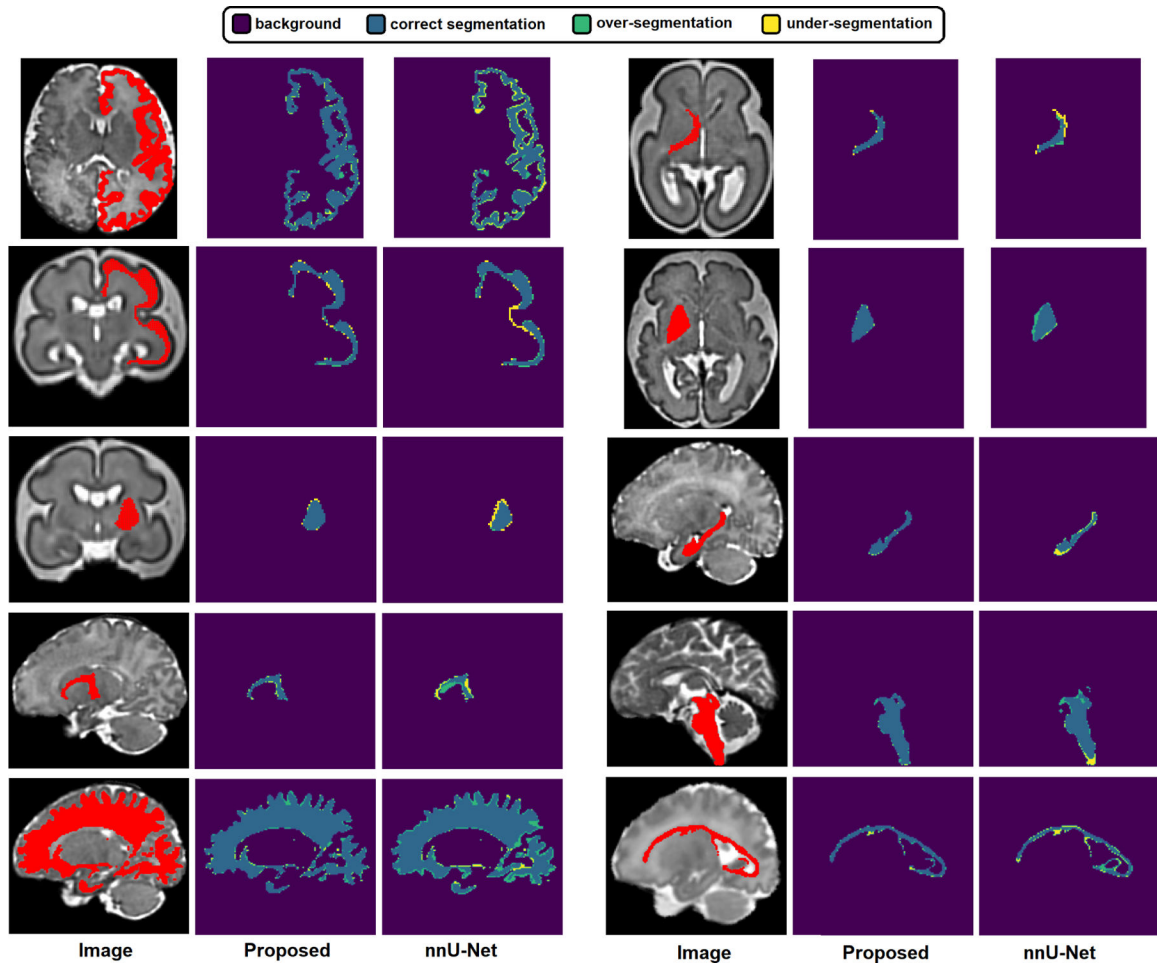 background correct segmentation over-segmentation under-segmentation
Image Proposed nnU-Net Image Proposed nnU-Net